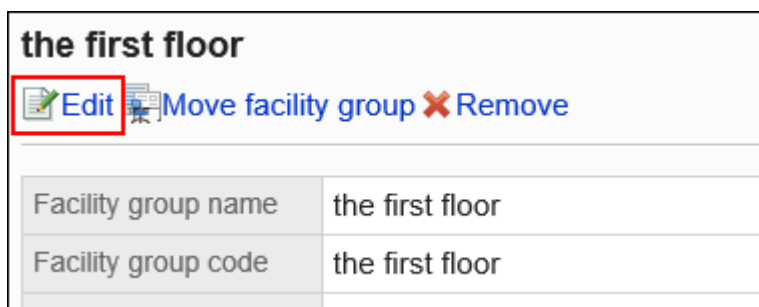 the first floor
Edit Move facility group Remove
Facility group name the first floor
Facility group code the first floor